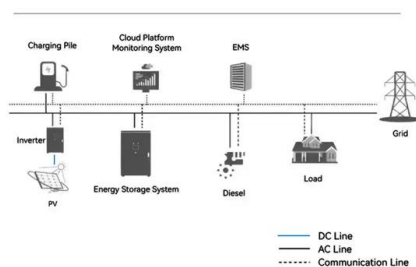 Charging Pile
Cloud Platform
Monitoring System
EMS
Grid
Inverter
PV
Energy Storage System
Diesel
Load
DC Line
AC Line
Communication Line